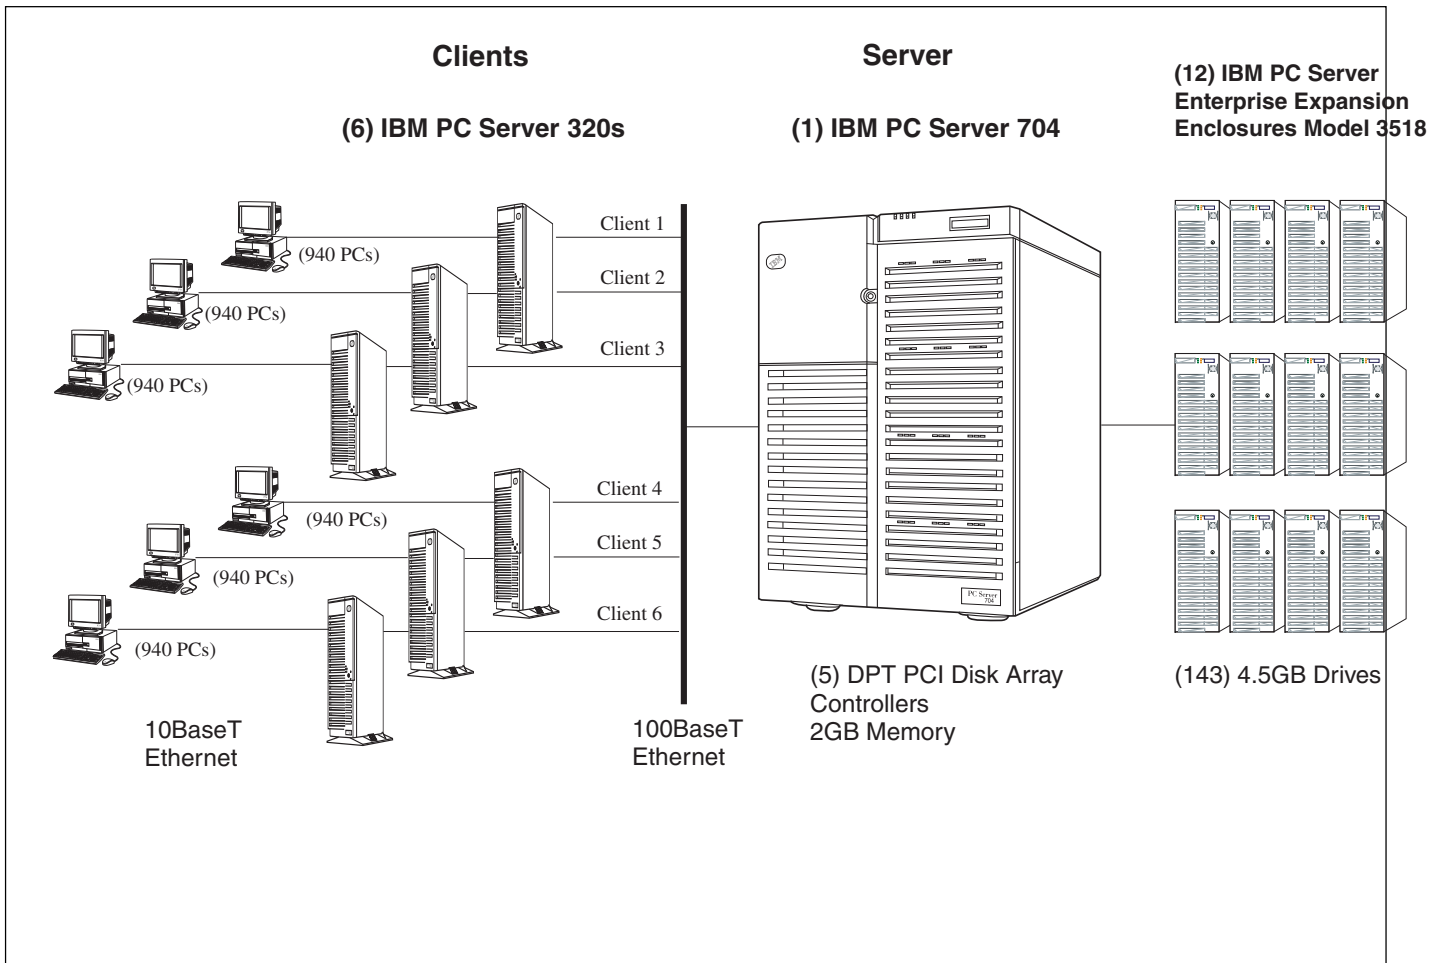 Clients
Server
(12) IBM PC Server
Enterprise Expansion
Enclosures Model 3518
(6) IBM PC Server 320s
(1) IBM PC Server 704
Client 1
(940 PCs)
Client 2
(940 PCs)
Client 3
(940 PCs)
Client 4
(940 PCs)
Client 5
(940 PCs)
Client 6
(940 PCs)
IBM
PC Server
704
10BaseT
Ethernet
100BaseT
Ethernet
(5) DPT PCI Disk Array
Controllers
2GB Memory
(143) 4.5GB Drives